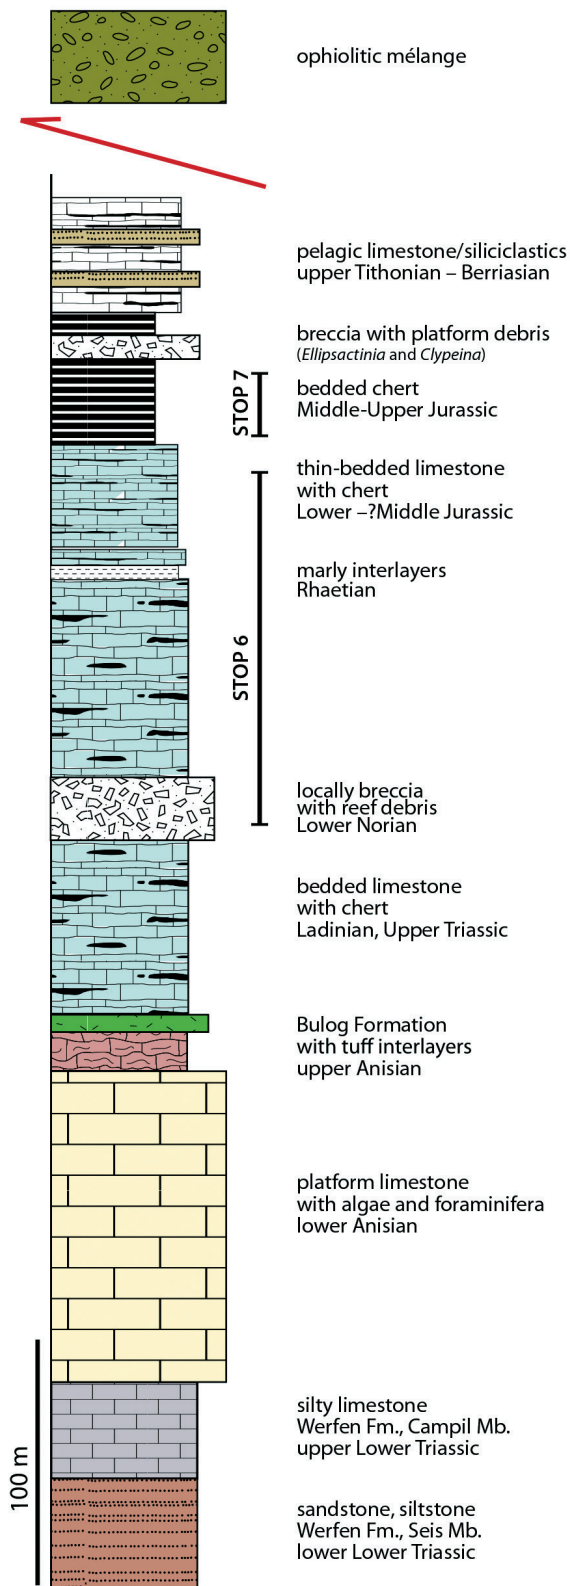 ophiolitic mélange
pelagic limestone/siliciclastics
upper Tithonian – Berriasian
breccia with platform debris
(Ellipsactinia and Clypeina)
STOP 7
bedded chert
Middle-Upper Jurassic
thin-bedded limestone
with chert
Lower –?Middle Jurassic
marly interlayers
Rhaetian
STOP 6
locally breccia
with reef debris
Lower Norian
bedded limestone
with chert
Ladinian, Upper Triassic
Bulog Formation
with tuff interlayers
upper Anisian
platform limestone
with algae and foraminifera
lower Anisian
silty limestone
Werfen Fm., Campil Mb.
upper Lower Triassic
100 m
sandstone, siltstone
Werfen Fm., Seis Mb.
lower Lower Triassic